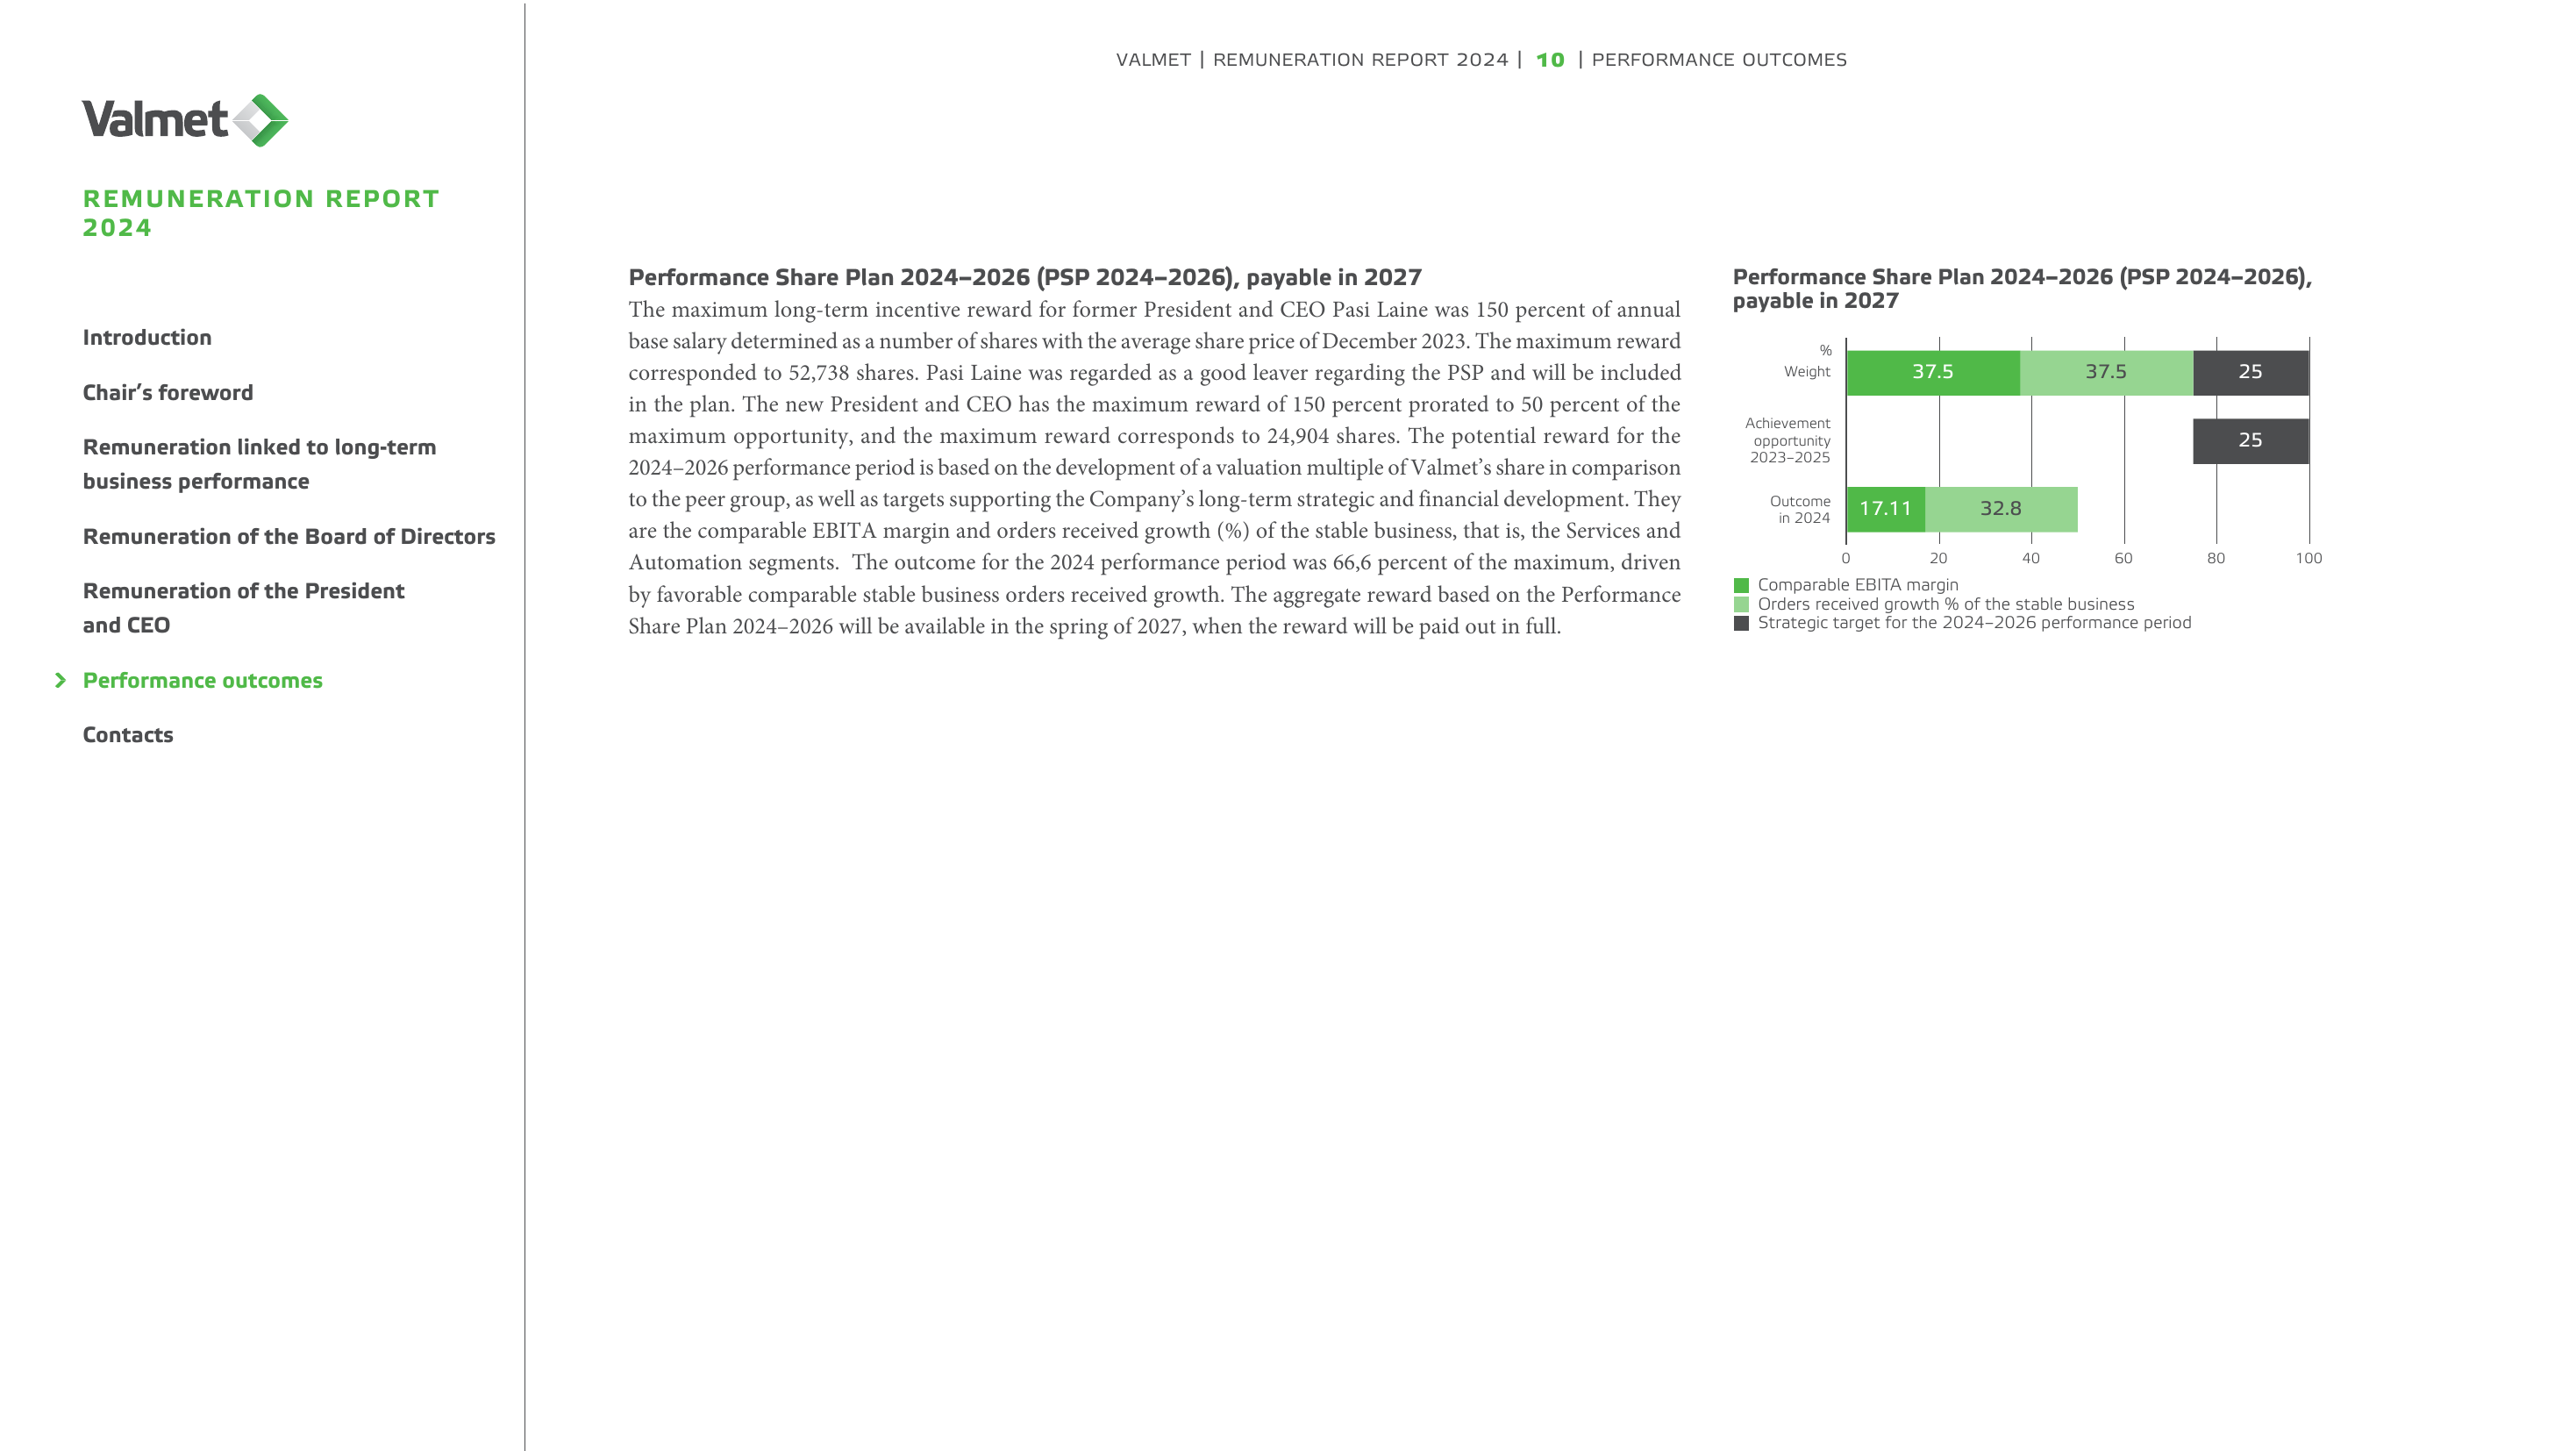 VALMET | REMUNERATION REPORT 2024 | 10 | PERFORMANCE OUTCOMES
Valmet
REMUNERATION REPORT
2024
Introduction
Chair’s foreword
Remuneration linked to long-term
business performance
Remuneration of the Board of Directors
Remuneration of the President
and CEO
Performance outcomes
Contacts
Performance Share Plan 2024–2026 (PSP 2024–2026), payable in 2027
The maximum long-term incentive reward for former President and CEO Pasi Laine was 150 percent of annual
base salary determined as a number of shares with the average share price of December 2023. The maximum reward
corresponded to 52,738 shares. Pasi Laine was regarded as a good leaver regarding the PSP and will be included
in the plan. The new President and CEO has the maximum reward of 150 percent prorated to 50 percent of the
maximum opportunity, and the maximum reward corresponds to 24,904 shares. The potential reward for the
2024–2026 performance period is based on the development of a valuation multiple of Valmet’s share in comparison
to the peer group, as well as targets supporting the Company’s long-term strategic and financial development. They
are the comparable EBITA margin and orders received growth (%) of the stable business, that is, the Services and
Automation segments. The outcome for the 2024 performance period was 66,6 percent of the maximum, driven
by favorable comparable stable business orders received growth. The aggregate reward based on the Performance
Share Plan 2024–2026 will be available in the spring of 2027, when the reward will be paid out in full.
Performance Share Plan 2024–2026 (PSP 2024–2026),
payable in 2027
%
Weight 37.5 37.5 25
Achievement
opportunity 25
2023–2025
Outcome 17.11 32.8
in 2024
0 20 40 60 80 100
Comparable EBITA margin
Orders received growth % of the stable business
Strategic target for the 2024–2026 performance period